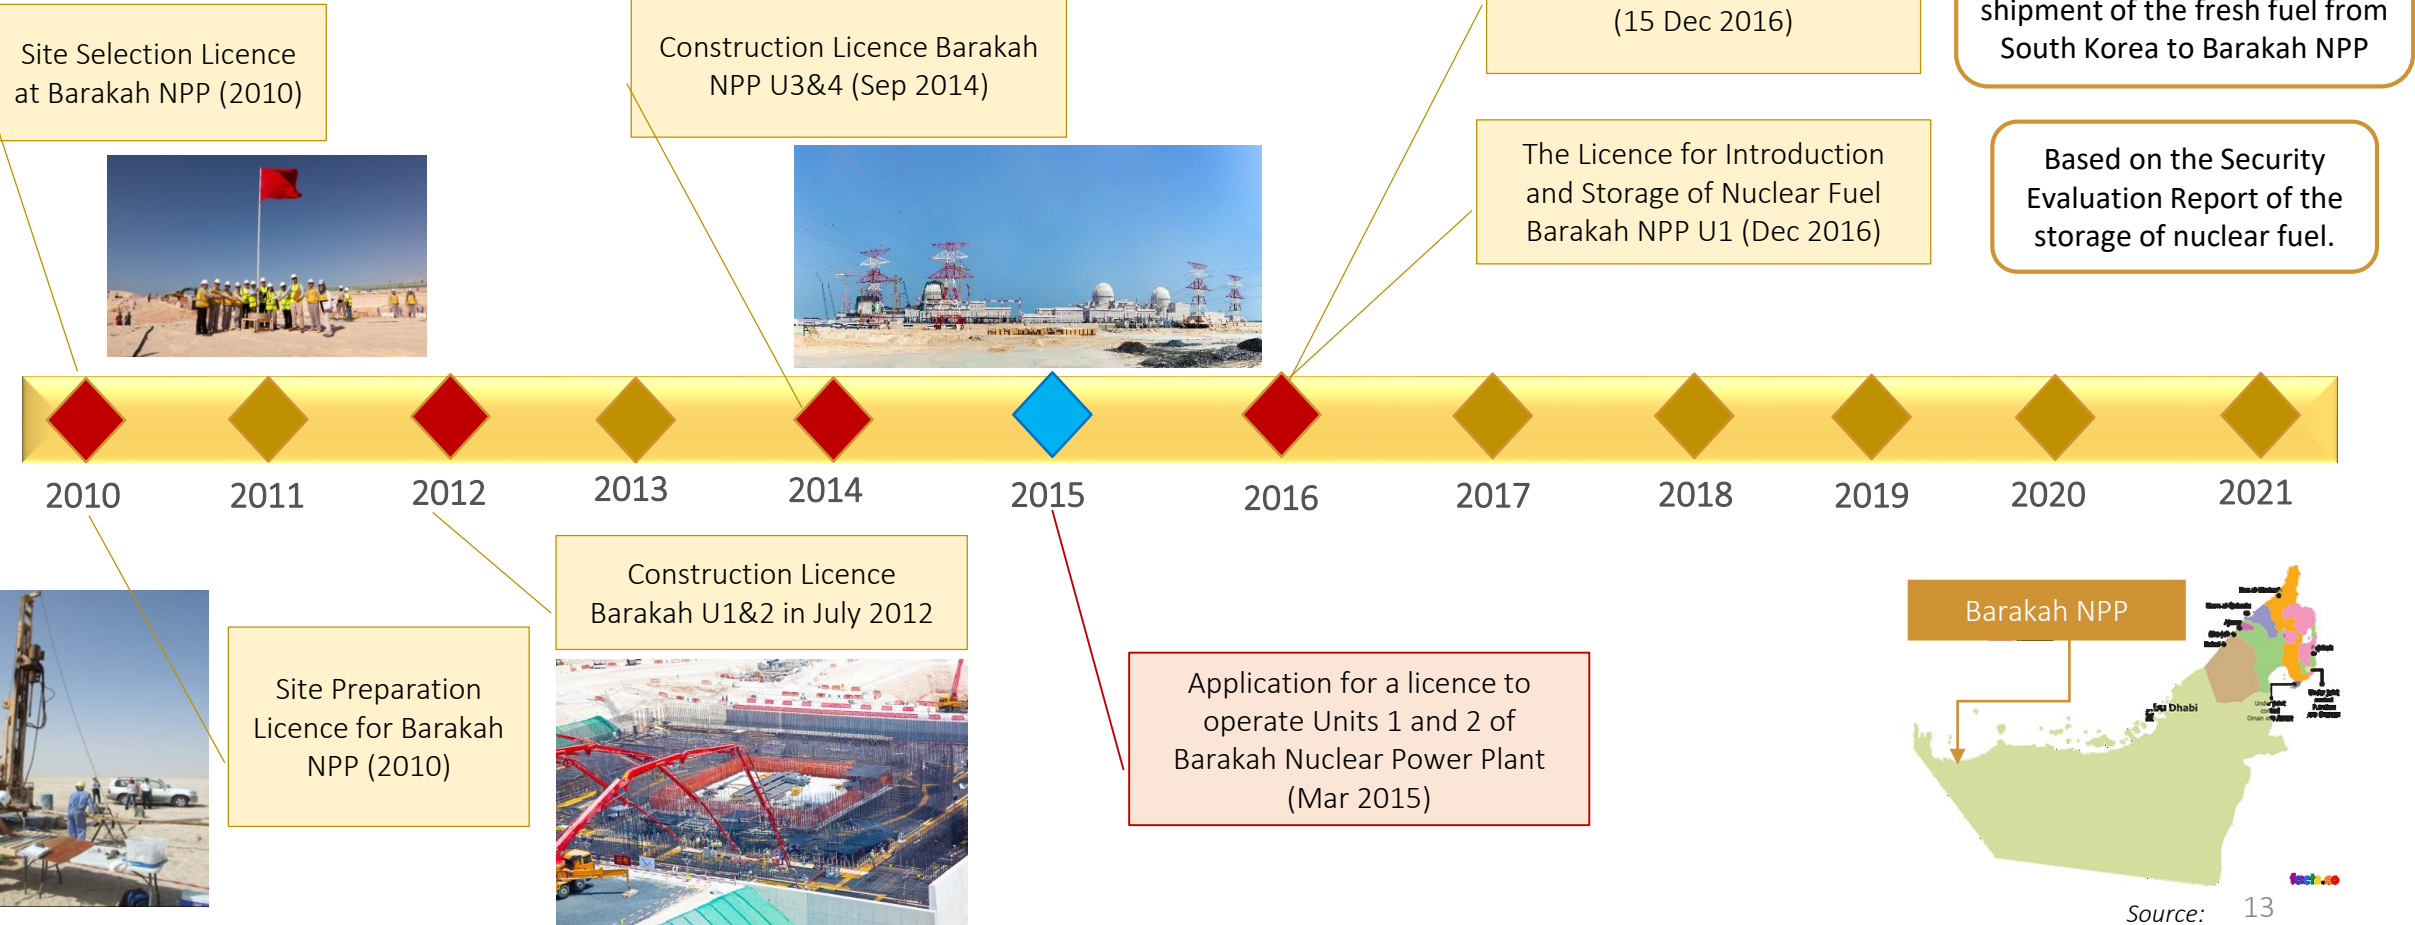 (15 Dec 2016)
shipment of the fresh fuel from
South Korea to Barakah NPP
Site Selection Licence
at Barakah NPP (2010)
Construction Licence Barakah
NPP U3&4 (Sep 2014)
The Licence for Introduction
and Storage of Nuclear Fuel
Barakah NPP U1 (Dec 2016)
Based on the Security
Evaluation Report of the
storage of nuclear fuel.
2010
2011
2012
2013
2014
2015
2016
2017
2018
2019
2020
2021
Construction Licence
Barakah U1&2 in July 2012
Site Preparation
Licence for Barakah
NPP (2010)
Application for a licence to
operate Units 1 and 2 of
Barakah Nuclear Power Plant
(Mar 2015)
Barakah NPP
Dhabi
Source:
13